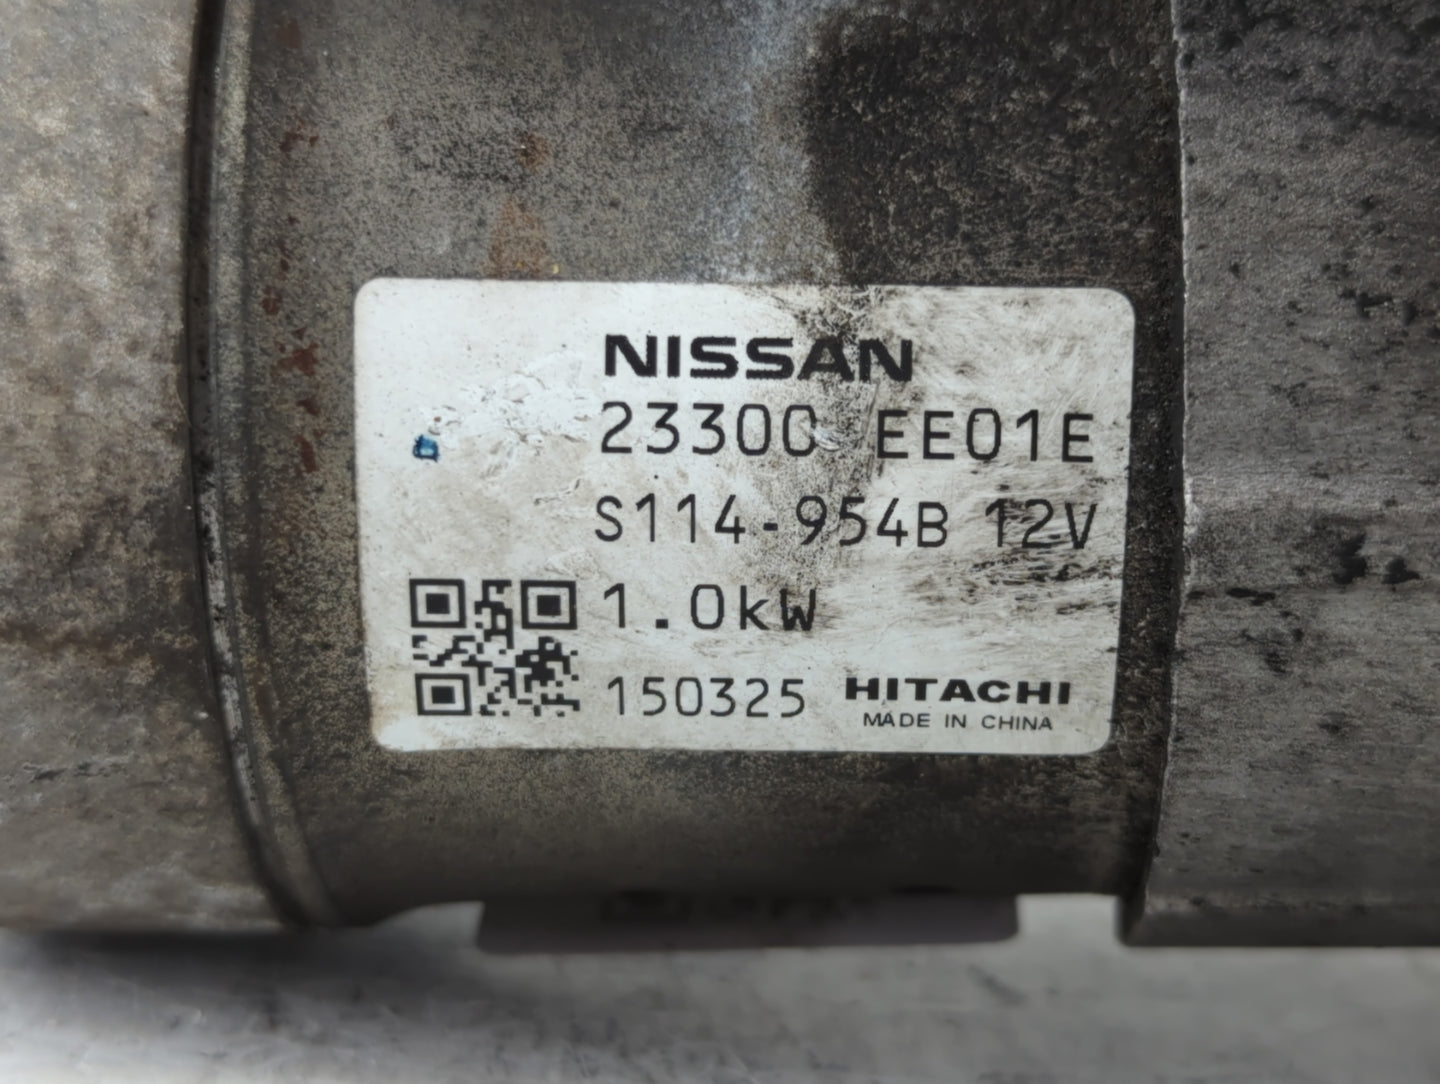 NISSAN
23300 EE01E
S114-954B 12V
1.0kW
150325 HITACHI
MADE IN CHINA